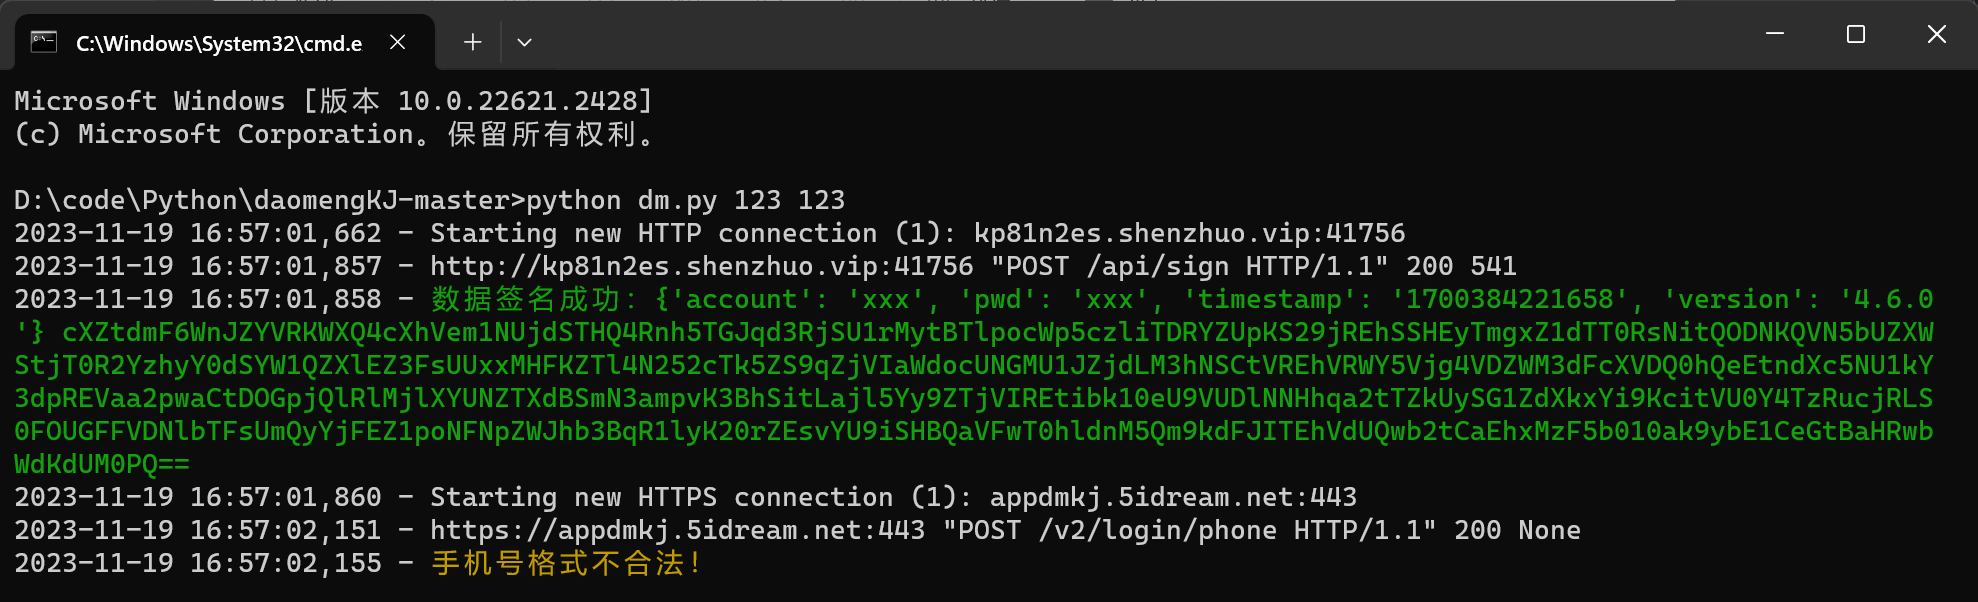 C:\Windows\System32\cmd.e
Microsoft Windows [版本 10.0.22621.2428]
(c) Microsoft Corporation。保留所有权利。
D:\code\Python\daomengKJ-master>python dm.py 123 123
2023-11-19 16:57:01,662 - Starting new HTTP connection (1): kp81n2es.shenzhuo.vip:41756
2023-11-19 16:57:01,857 - http://kp81n2es.shenzhuo.vip:41756 "POST /api/sign HTTP/1.1" 200 541
2023-11-19 16:57:01,858 - 数据签名成功: {'account': 'xxx', 'pwd': 'xxx', 'timestamp': '1700384221658', 'version': '4.6.0
'} cXZtdmF6WnJZYVRKWXQ4cXhVem1NUjdSTHQ4Rnh5TGJqd3RjSU1rMytBTlpocWp5czliTDRYZUpKS29jREhSSHEyTmgxZ1dTT0RsNitQODNKQVN5bUZXW
StjT0R2YzhyY0dSYW1QZXlEZ3FsUUxxMHFKZTl4N252cTk5ZS9qZjVIaWdocUNGMU1JZjdLM3hNSCtVREhVRWY5Vjg4VDZWM3dFcXVDQ0hQeEtndXc5NU1kY
3dpREVaa2pwaCtDOGpjQlRlMjlXYUNZTXdBSmN3ampvK3BhSitLajl5Yy9ZTjVIREtibk10eU9VUDlNNHhqa2tTZkUySG1ZdXkxYi9KcitVU0Y4TzRucjRLS
0FOUGFFVDNlbTFsUmQyYjFEZ1poNFNpZWJhb3BqR1lyK20rZEsvYU9iSHBQaVFwT0hldnM5Qm9kdFJITEhVdUQwb2tCaEhxMzF5b010ak9ybE1CeGtBaHRwb
WdKdUM0PQ==
2023-11-19 16:57:01,860 - Starting new HTTPS connection (1): appdmkj.5idream.net:443
2023-11-19 16:57:02,151 - https://appdmkj.5idream.net:443 "POST /v2/login/phone HTTP/1.1" 200 None
2023-11-19 16:57:02,155 - 手机号格式不合法!